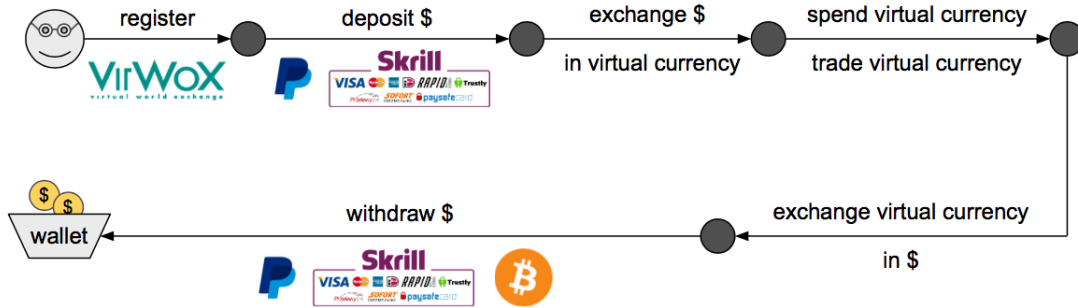 register
deposit $
exchange $
spend virtual currency
VirWoX
virtual world exchange
Skrill
VISA RAPID Trustly
SOFORT paysafecard
in virtual currency
trade virtual currency
$
$
wallet
withdraw $
exchange virtual currency
in $
Skrill
VISA RAPID Trustly
SOFORT paysafecard